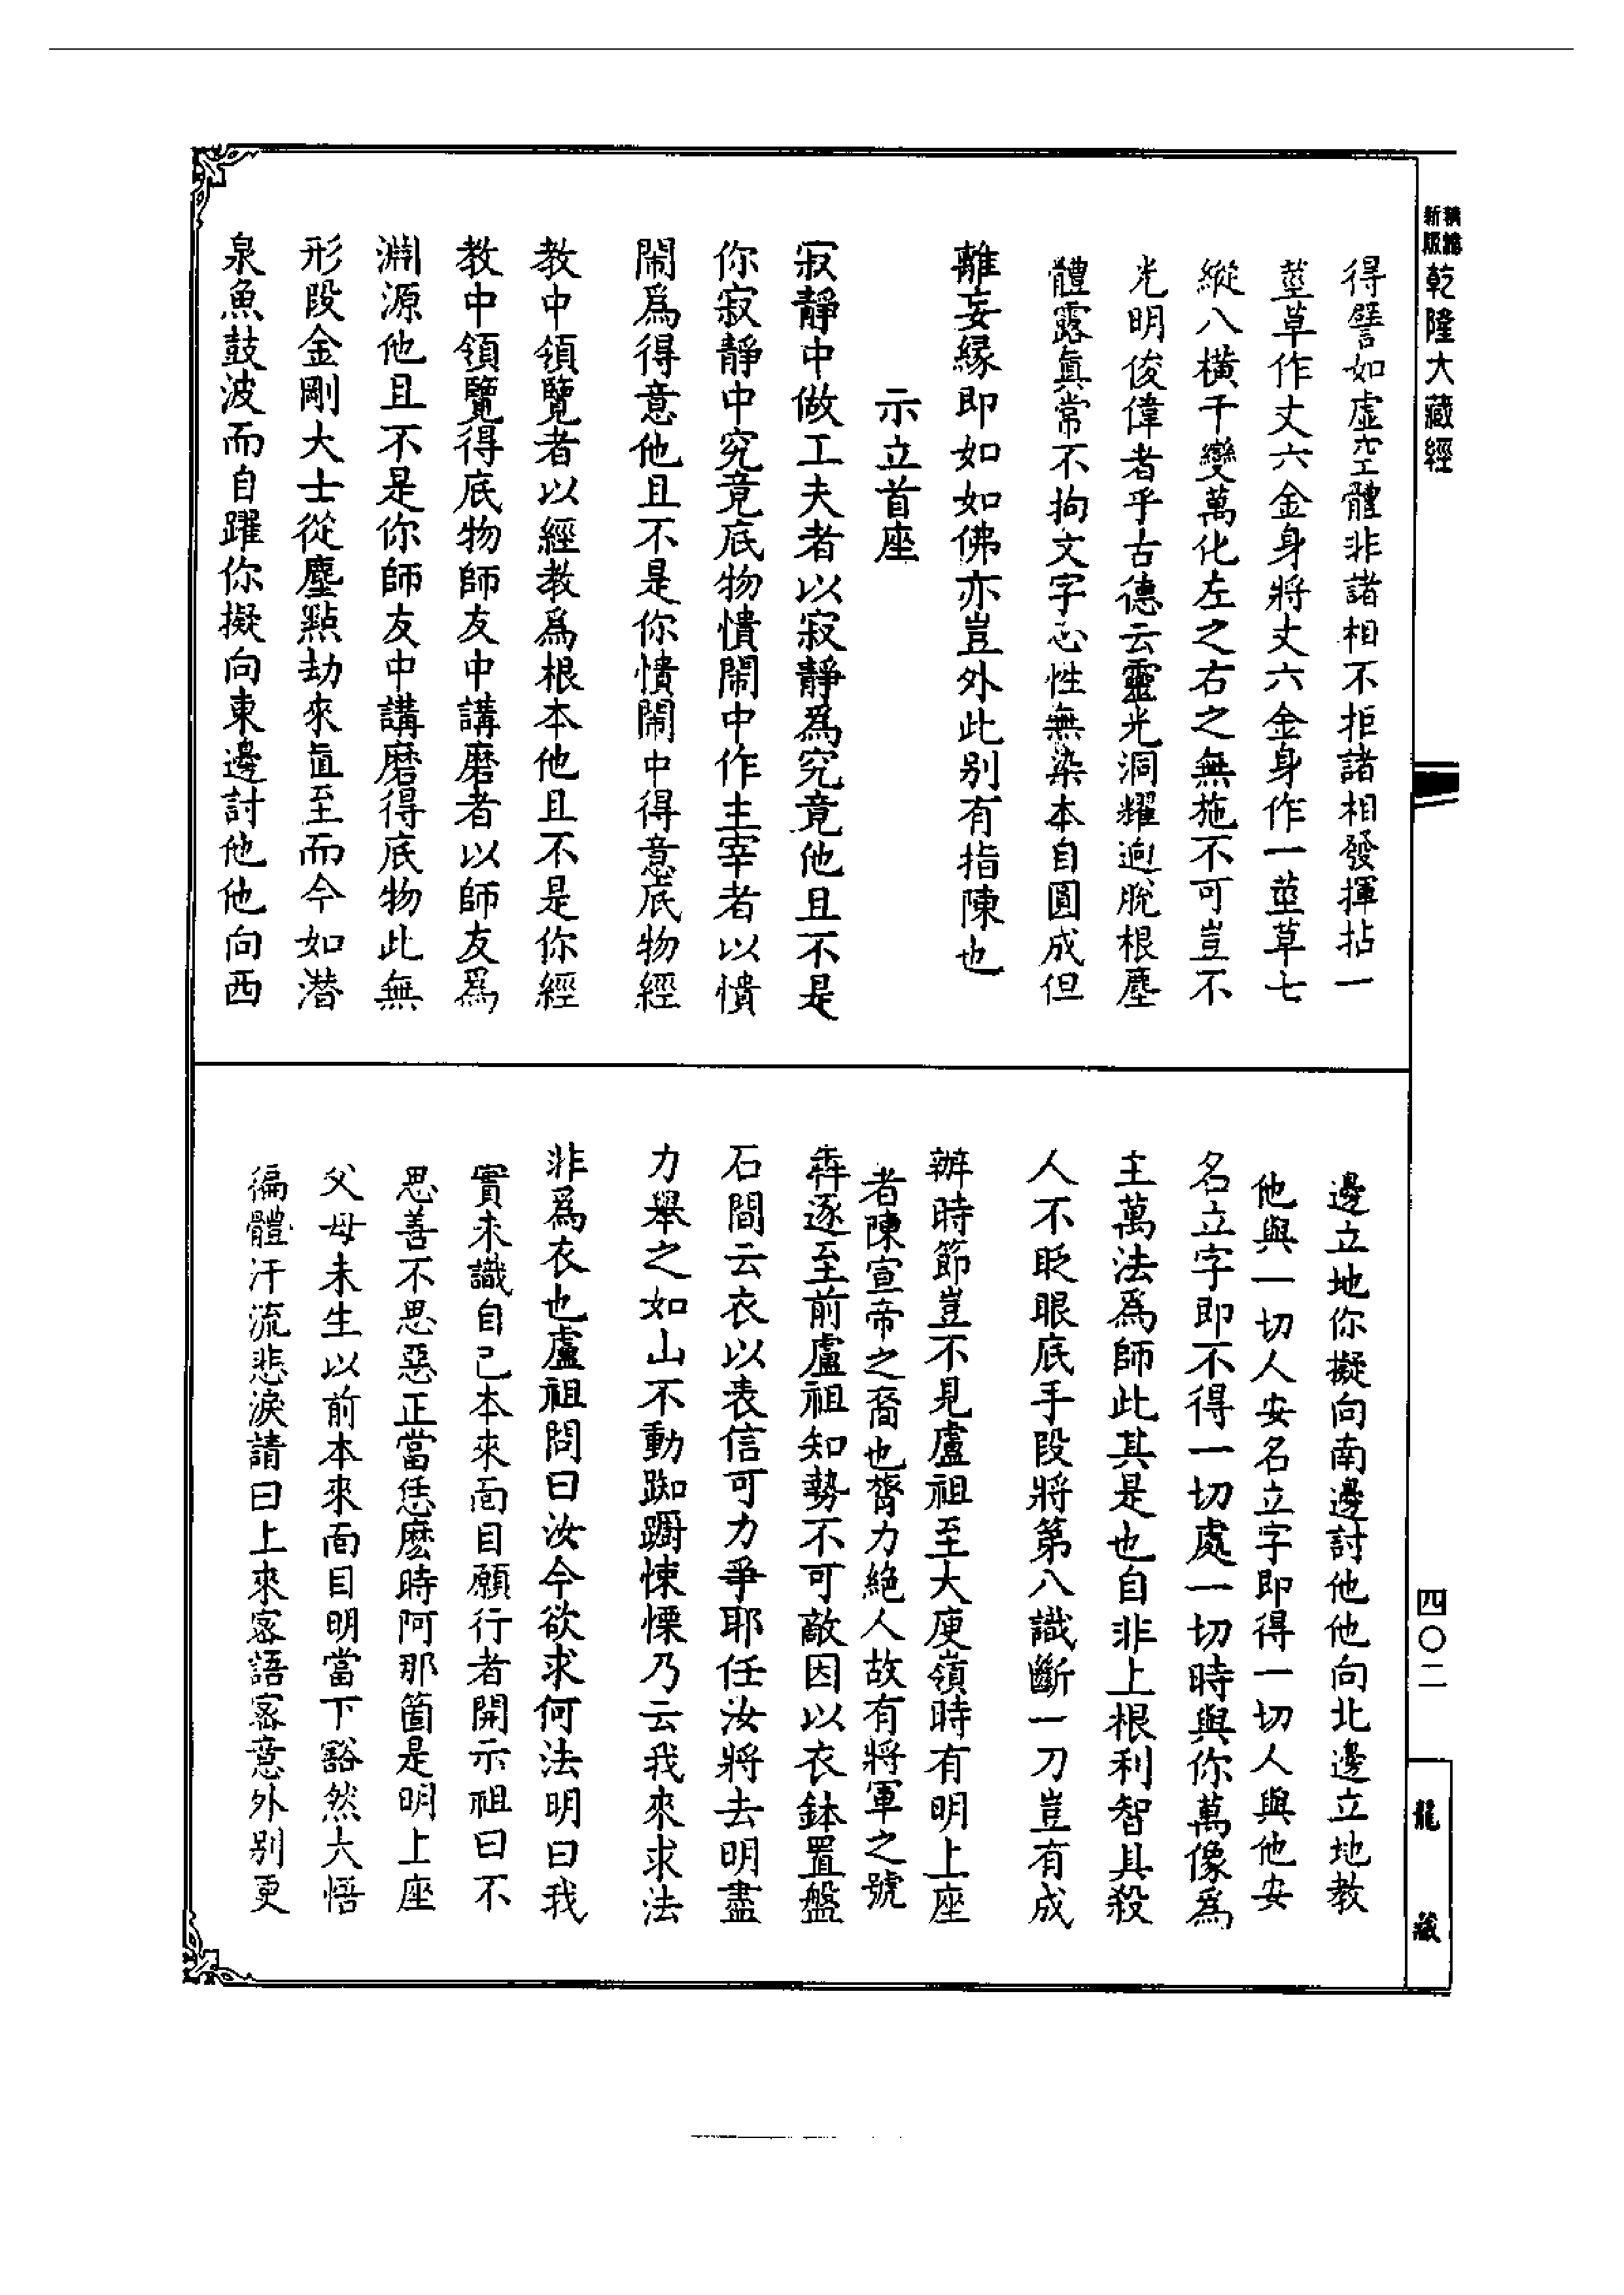 新版
乾隆大藏經
得譬如虛空體非諸相不拒諸相發揮拈一
莖草作丈六金身將丈六金身作一莖草七
縱八橫千變萬化左之右之無施不可豈不
光明俊偉者乎古德云靈光洞耀逈脫根塵
體露眞常不拘文字心性無染本自圓成但
離妄緣即如如佛亦豈外此别有指陳也
示立首座
寂靜中做工夫者以寂靜爲究竟他且不是
你寂靜中究竟底物憒閙中作主宰者以憒
閙爲得意他且不是你憒閙中得意底物經
教中領覽者以經教爲根本他且不是你經
教中領覽得底物師友中講磨者以師友爲
淵源他且不是你師友中講磨得底物此無
形段金剛大士從塵點劫來直至而今如潛
泉魚鼓波而自躍你擬向東邊討他他向西
邊立地你擬向南邊討他他向北邊立地教
他與一切人安名立字即得一切人與他安
名立字即不得一切處一切時與你萬像爲
主萬法爲師此其是也自非上根利智具殺
人不眨眼底手段將第八識斷一刀豈有成
辦時節豈不見盧祖至大庾嶺時有明上座
者陳宣帝之裔也膂力絶人故有將軍之號
犇逐至前盧祖知勢不可敵因以衣鉢置盤
石間云衣以表信可力爭耶任汝將去明盡
力舉之如山不動踟躕悚慄乃云我來求法
非爲衣也盧祖問曰汝今欲求何法明曰我
實未識自己本來面目願行者開示祖曰不
思善不思惡正當恁麽時阿那箇是明上座
父母未生以前本來面目明當下豁然大悟
徧體汗流悲淚請曰上來密語密意外别更
四〇二
龍藏